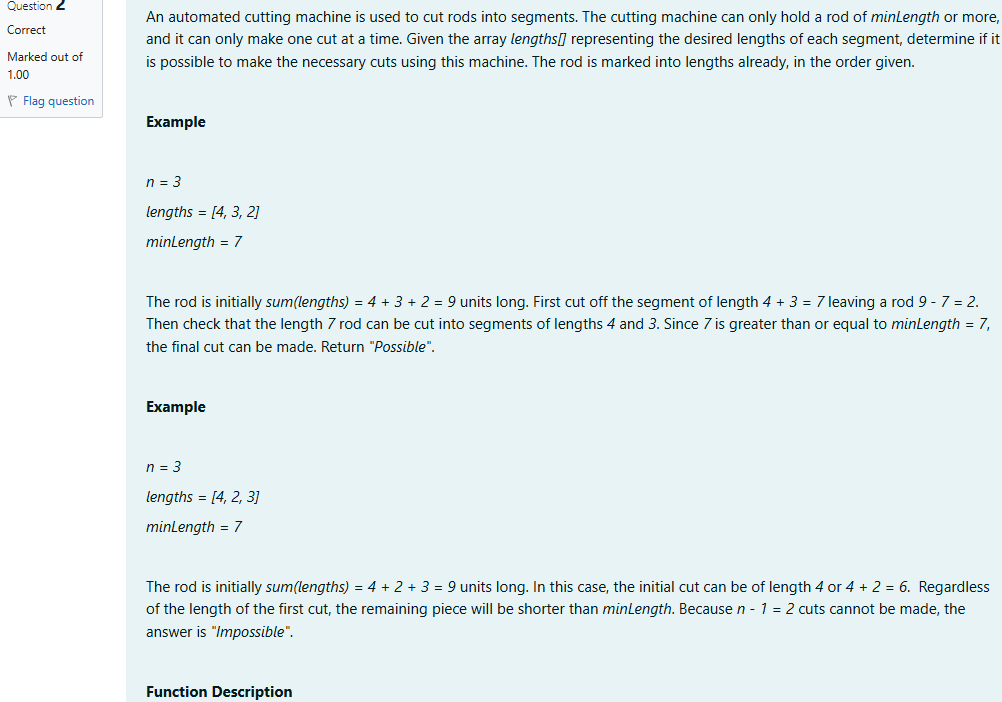 Question 2
Correct
Marked out of
1.00
Flag question
An automated cutting machine is used to cut rods into segments. The cutting machine can only hold a rod of minLength or more,
and it can only make one cut at a time. Given the array lengths[] representing the desired lengths of each segment, determine if it
is possible to make the necessary cuts using this machine. The rod is marked into lengths already, in the order given.
Example
n = 3
lengths = [4, 3, 2]
minLength = 7
The rod is initially sum(lengths) = 4 + 3 + 2 = 9 units long. First cut off the segment of length 4 + 3 = 7 leaving a rod 9 - 7 = 2.
Then check that the length 7 rod can be cut into segments of lengths 4 and 3. Since 7 is greater than or equal to minLength = 7,
the final cut can be made. Return "Possible".
Example
n = 3
lengths = [4, 2, 3]
minLength = 7
The rod is initially sum(lengths) = 4 + 2 + 3 = 9 units long. In this case, the initial cut can be of length 4 or 4 + 2 = 6. Regardless
of the length of the first cut, the remaining piece will be shorter than minLength. Because n - 1 = 2 cuts cannot be made, the
answer is "Impossible".
Function Description